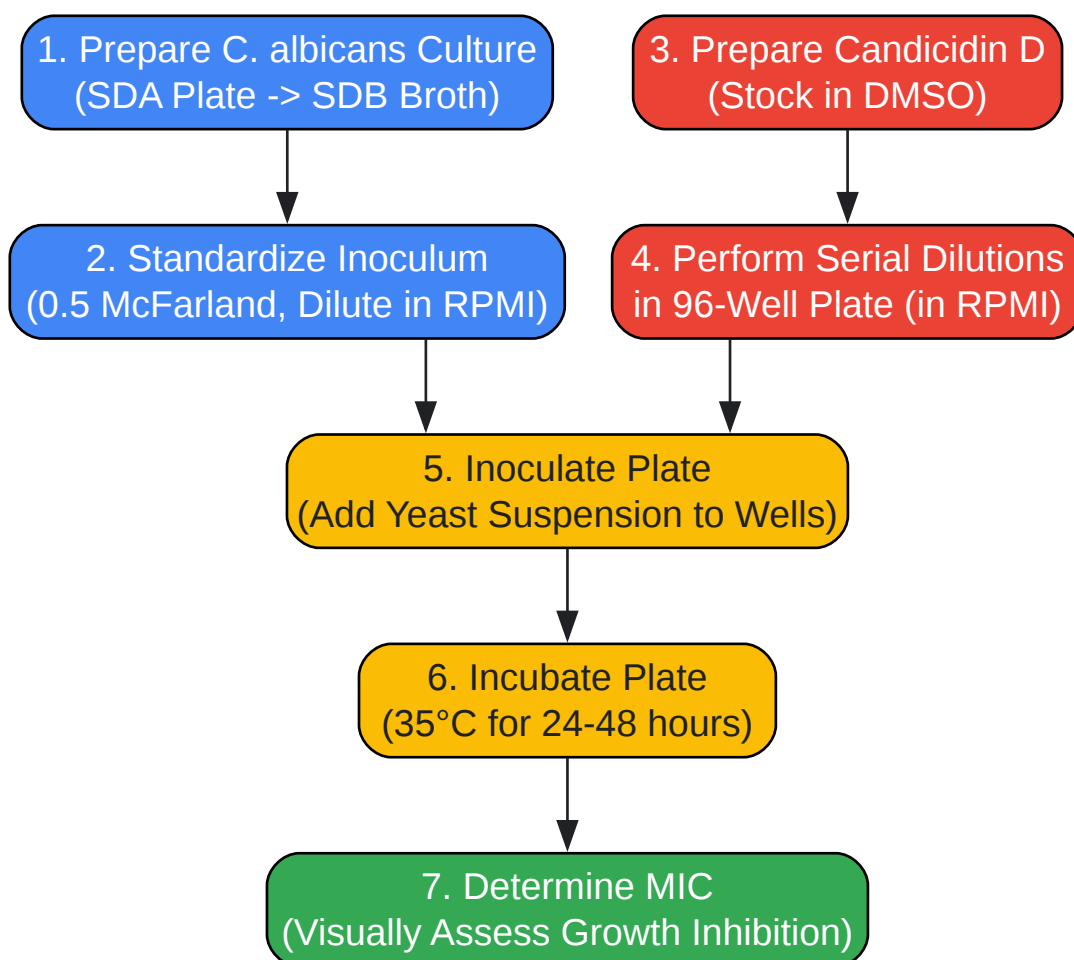 1. Prepare C. albicans Culture
(SDA Plate -> SDB Broth)
3. Prepare Candicidin D
(Stock in DMSO)
2. Standardize Inoculum
(0.5 McFarland, Dilute in RPMI)
4. Perform Serial Dilutions
in 96-Well Plate (in RPMI)
5. Inoculate Plate
(Add Yeast Suspension to Wells)
6. Incubate Plate
(35°C for 24-48 hours)
7. Determine MIC
(Visually Assess Growth Inhibition)